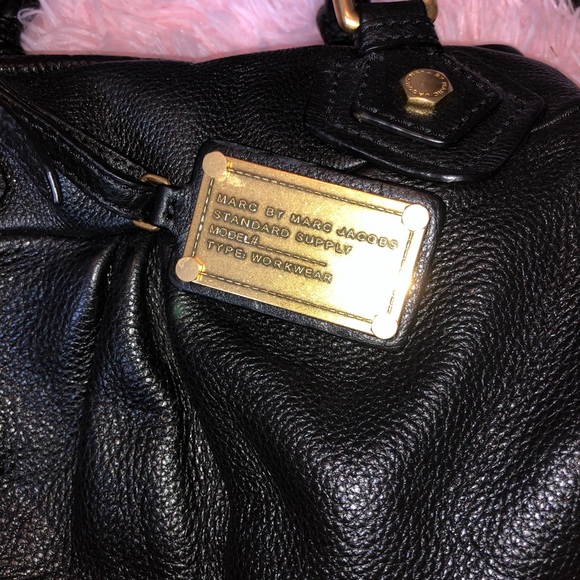 MARC BY MARC JACOBS
STANDARD SUPPLY
MODEL#
TYPE: WORKWEAR